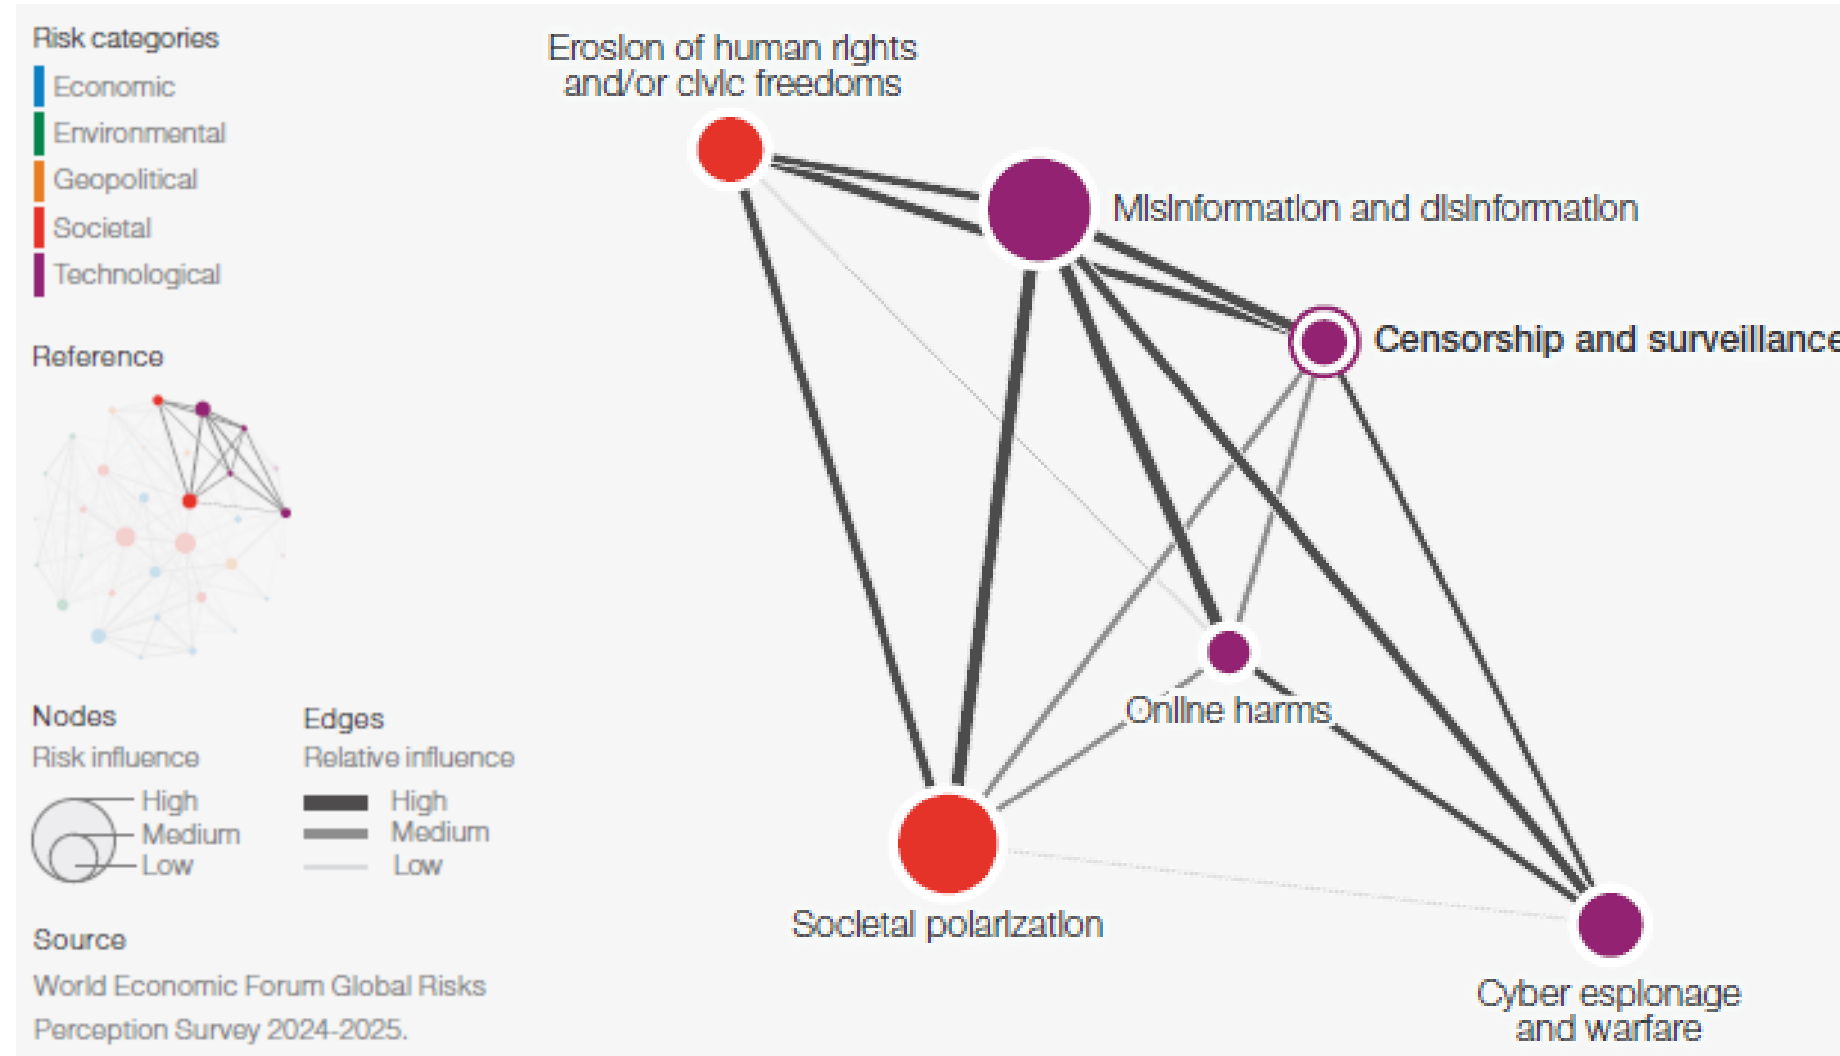 Risk categories
Economic
Environmental
Geopolitical
Societal
Technological
Reference
Nodes
Risk influence
High
Medium
Low
Edges
Relative influence
High
Medium
Low
Source
World Economic Forum Global Risks
Perception Survey 2024-2025.
Erosion of human rights
and/or civic freedoms
Misinformation and disinformation
Censorship and surveillance
Online harms
Societal polarization
Cyber espionage
and warfare